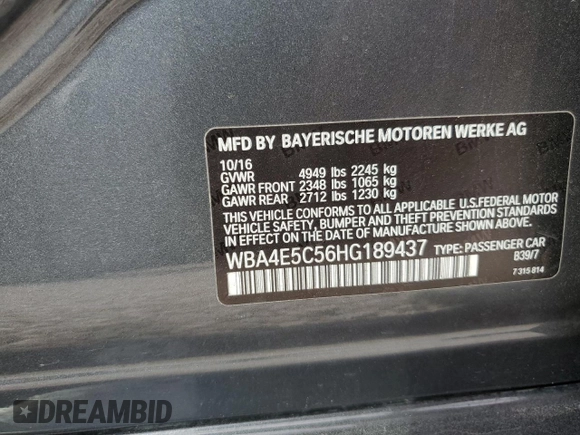 MFD BY BAYERISCHE MOTOREN WERKE AG
10/16
GVWR 4949 lbs 2245 kg
GAWR FRONT 2348 lbs 1065 kg
GAWR REAR 2712 lbs 1230 kg
THIS VEHICLE CONFORMS TO ALL APPLICABLE U.S.FEDERAL MOTOR
VEHICLE SAFETY, BUMPER, AND THEFT PREVENTION STANDARDS
IN EFFECT ON THE DATE OF MANUFACTURE SHOWN ABOVE.
WBA4E5C56HG189437 TYPE: PASSENGER CAR
B39/7
7 315 814
DREAMBID